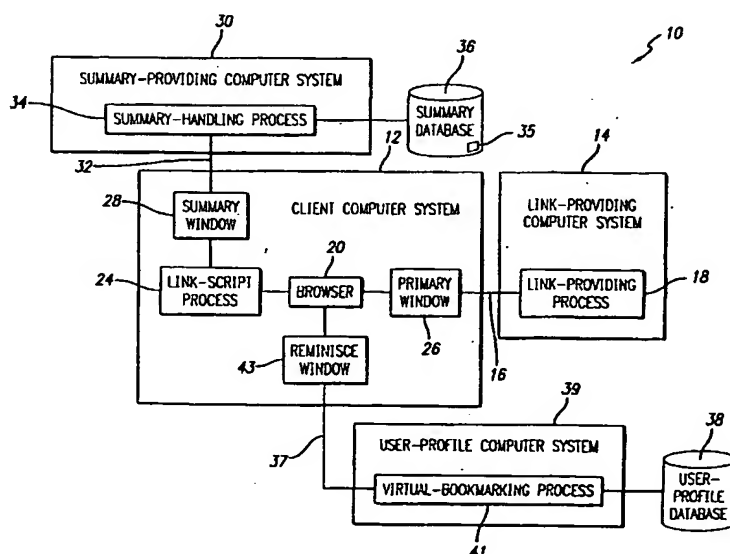 30
10
SUMMARY-PROVIDING COMPUTER SYSTEM
36
34
SUMMARY-HANDLING PROCESS
SUMMARY
DATABASE
35
32
12
14
28
SUMMARY
WINDOW
CLIENT COMPUTER SYSTEM
LINK-PROVIDING
COMPUTER SYSTEM
20
24
LINK-SCRIPT
PROCESS
BROWSER
PRIMARY
WINDOW
LINK-PROVIDING
PROCESS
18
26
16
43
REMINISCE
WINDOW
39
38
37
USER-PROFILE COMPUTER SYSTEM
VIRTUAL-BOOKMARKING PROCESS
USER-
PROFILE
DATABASE
41